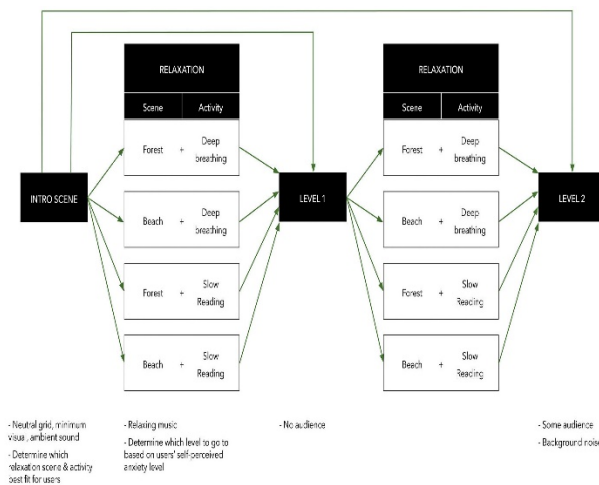 RELAXATION
Scene Activity
Forest + Deep
breathing
Beach + Deep
breathing
Forest + Slow
Reading
Beach + Slow
Reading
INTRO SCENE
LEVEL 1
RELAXATION
Scene Activity
Forest + Deep
breathing
Beach + Deep
breathing
Forest + Slow
Reading
Beach + Slow
Reading
LEVEL 2
- Neutral grid, minimum
visual, ambient sound
- Determine which
relaxation scene & activity
best fit for users
- Relaxing music
- Determine which level to go to
based on users' self-perceived
anxiety level
- No audience
- Some audience
- Background noise